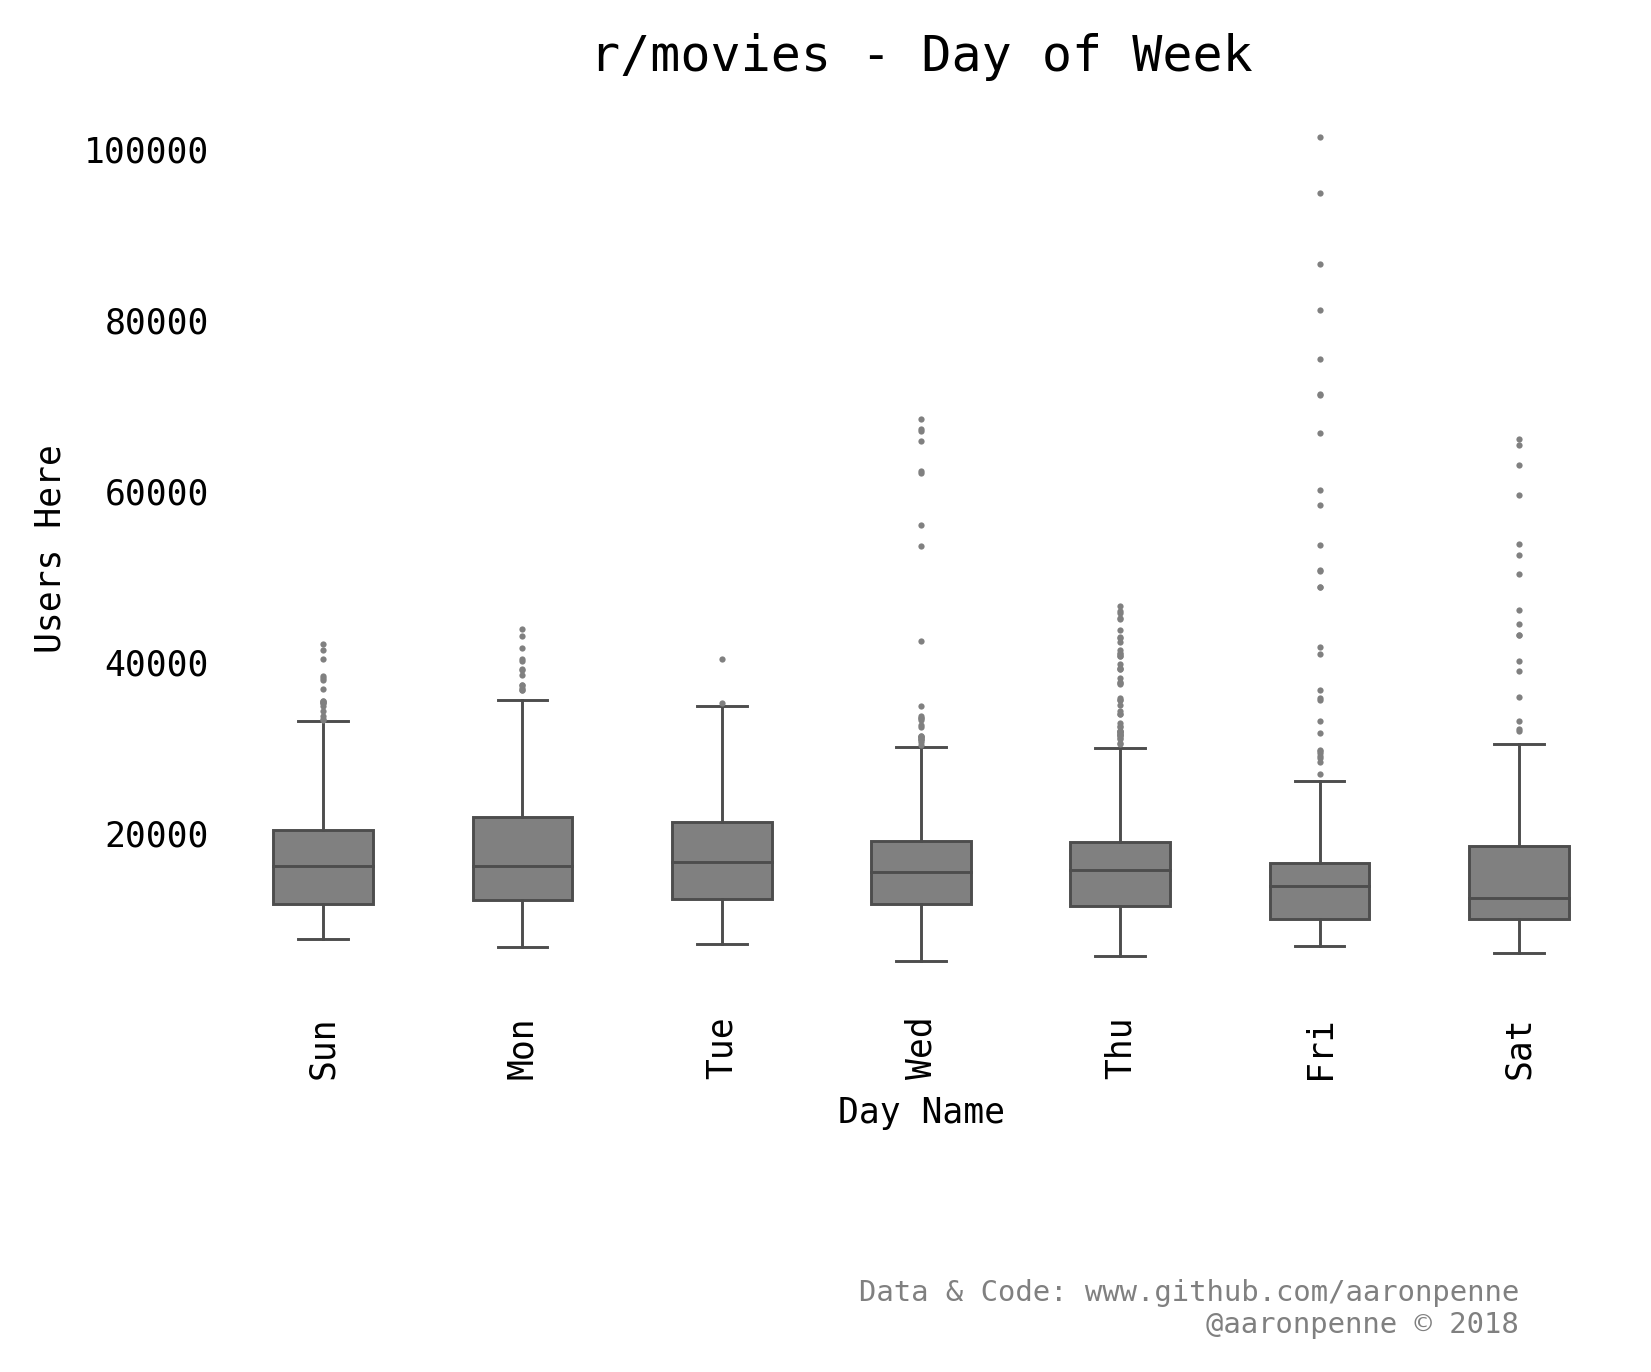 r/movies - Day of Week
100000
80000
60000
40000
20000
Users Here
Sun Mon Tue Wed Thu Fri Sat
Day Name
Data & Code: www.github.com/aaronpenne
@aaronpenne © 2018